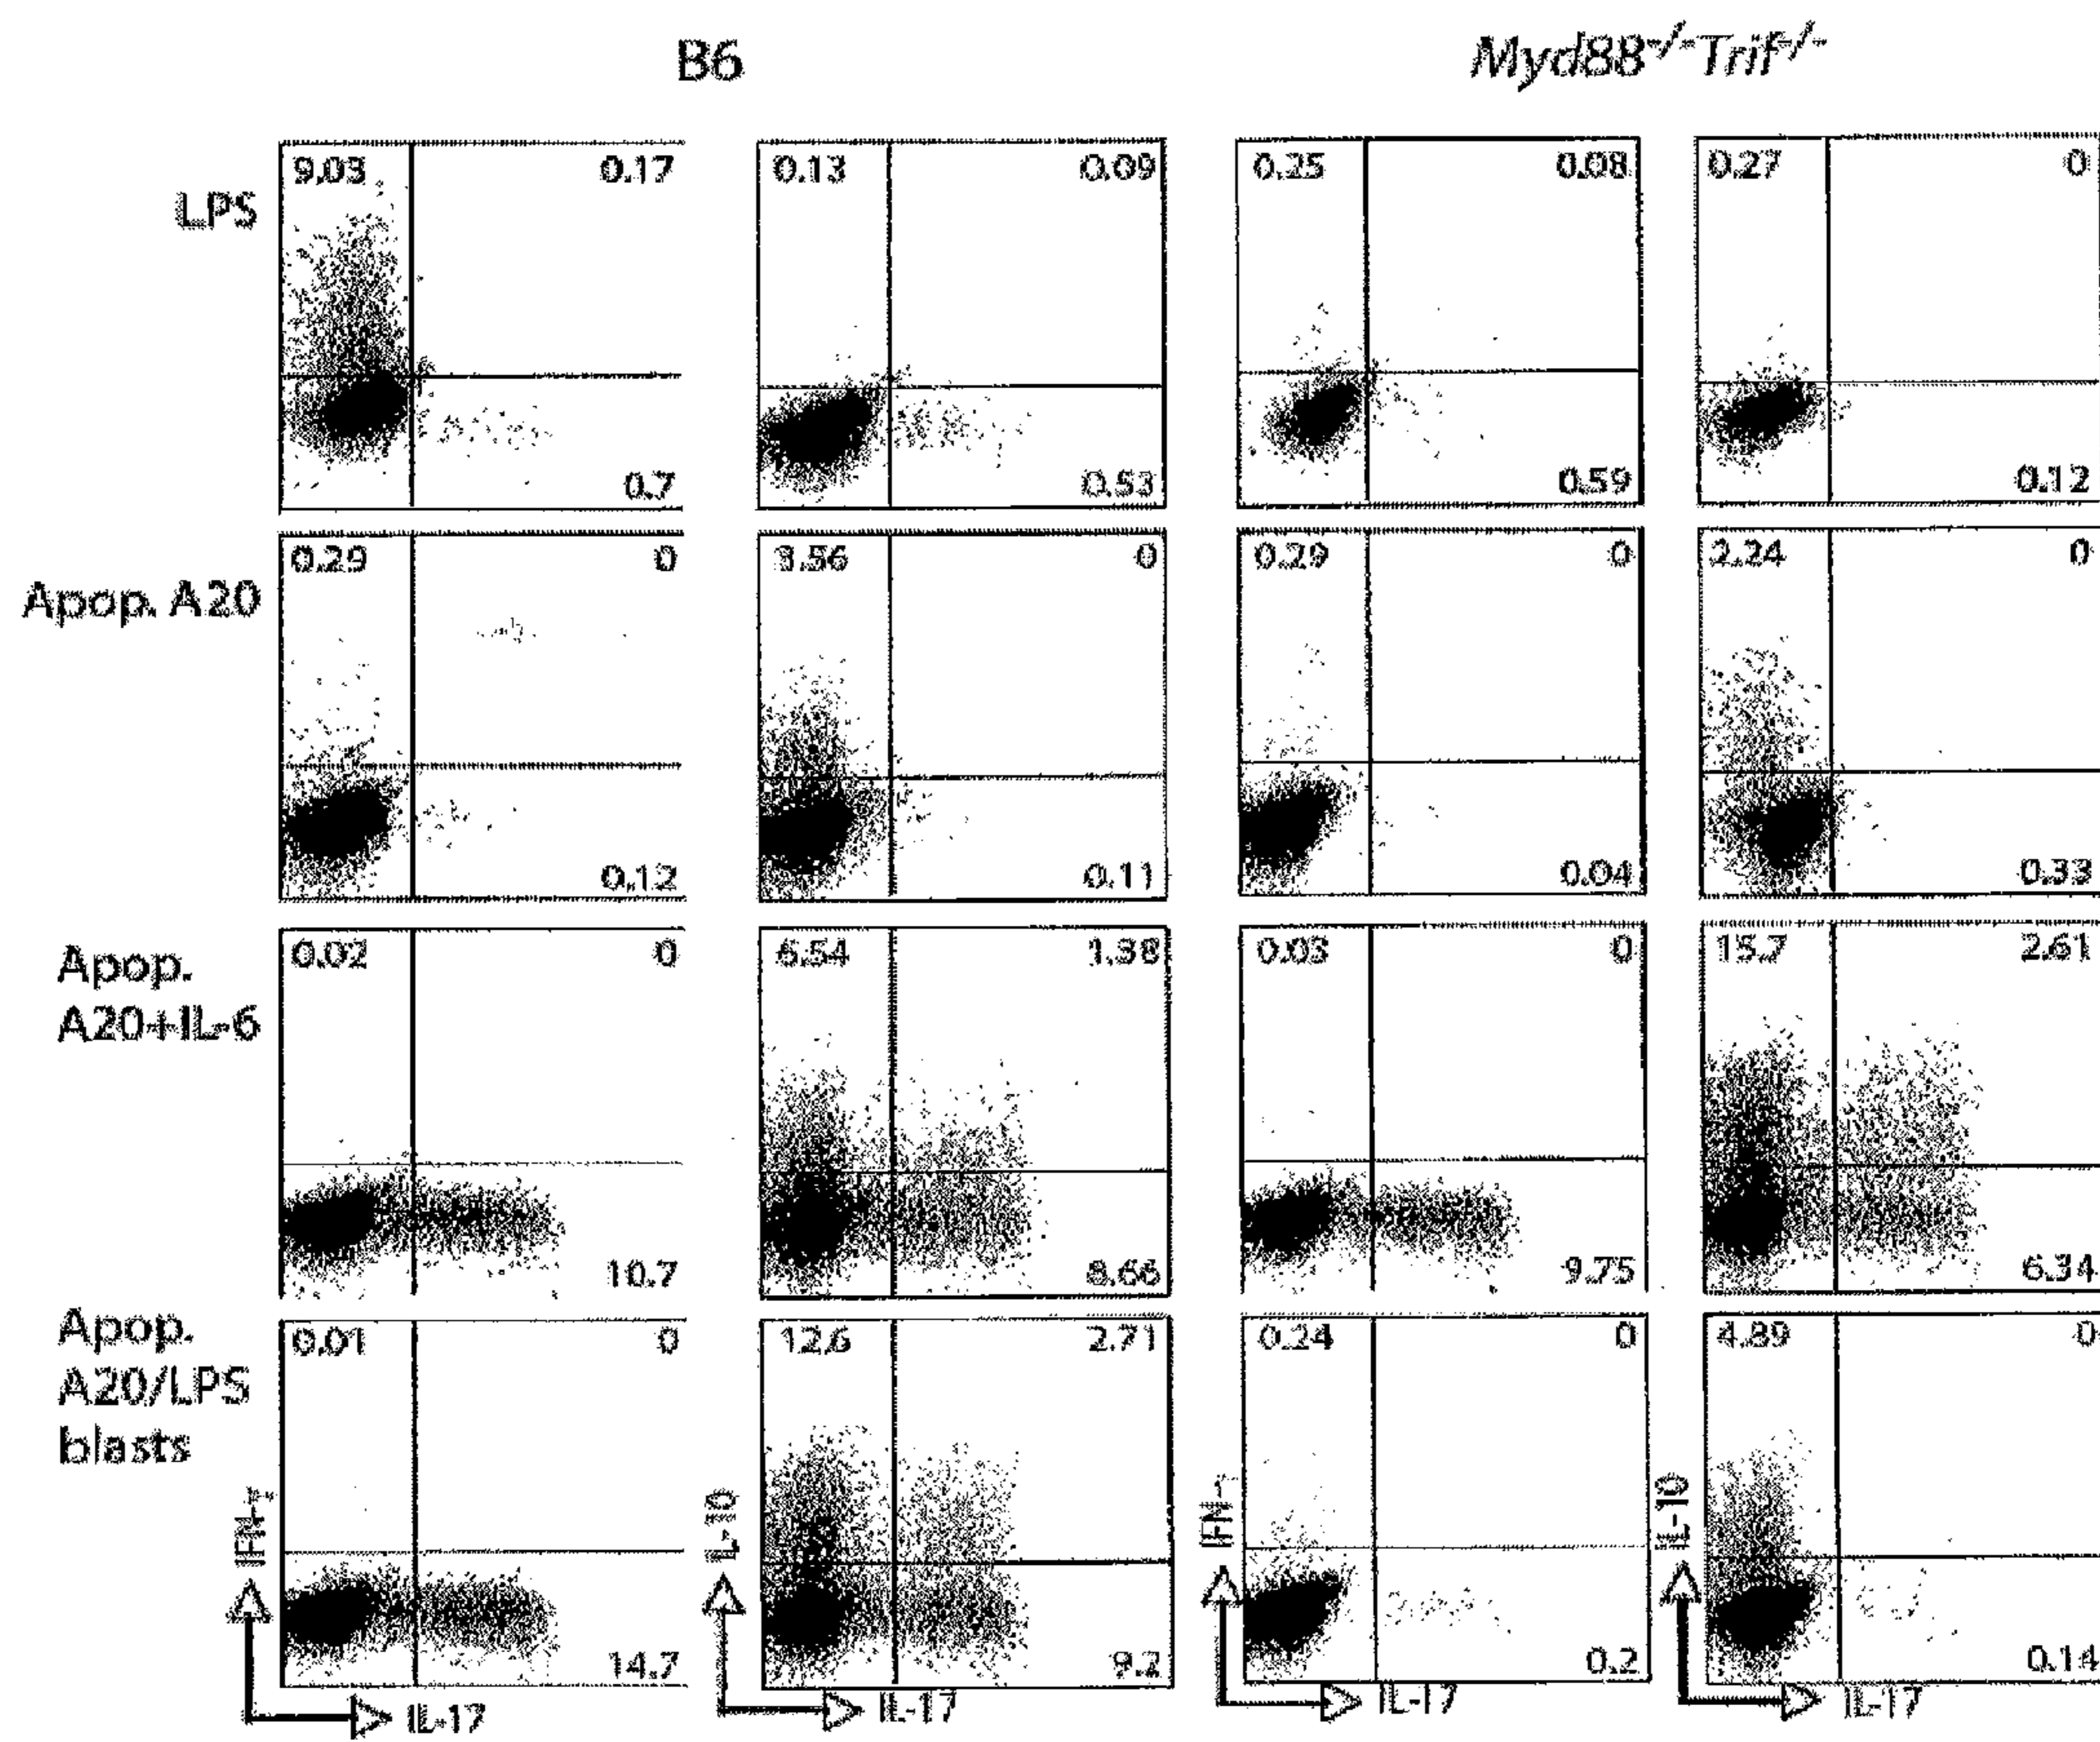 B6 Myd88-/-Trif-/-
LPS
9.03 0.17 0.13 0.09 0.25 0.08 0.27 0
0.7 0.53 0.59 0.12
Apop. A20
0.29 0 3.56 0 0.29 0 2.24 0
0.12 0.11 0.04 0.33
Apop.
A20+IL-6
0.02 0 6.54 1.38 0.03 0 15.7 2.61
10.7 8.66 9.75 6.34
Apop.
A20/LPS
blasts
0.01 0 12.6 2.71 0.24 0 4.89 0
14.7 9.2 0.2 0.14
IFN-γ IL-10 IFN-γ IL-10
IL-17 IL-17 IL-17 IL-17